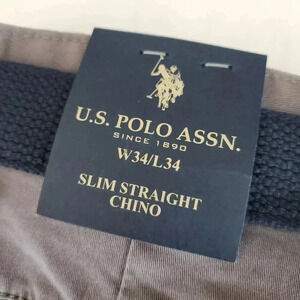 U.S. POLO ASSN.
SINCE 1890
W34/L34
SLIM STRAIGHT
CHINO